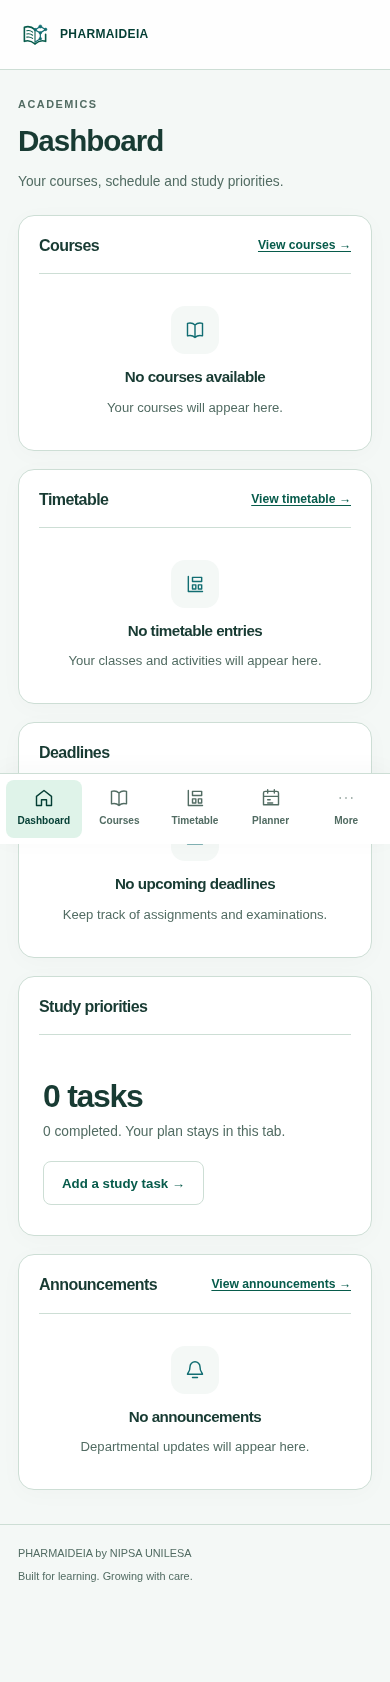 PHARMAIDEIA
ACADEMICS
Dashboard
Your courses, schedule and study priorities.
Courses
View courses →
No courses available
Your courses will appear here.
Timetable
View timetable →
No timetable entries
Your classes and activities will appear here.
Deadlines
Dashboard
Courses
Timetable
Planner
More
No upcoming deadlines
Keep track of assignments and examinations.
Study priorities
0 tasks
0 completed. Your plan stays in this tab.
Add a study task →
Announcements
View announcements →
No announcements
Departmental updates will appear here.
PHARMAIDEIA by NIPSA UNILESA
Built for learning. Growing with care.